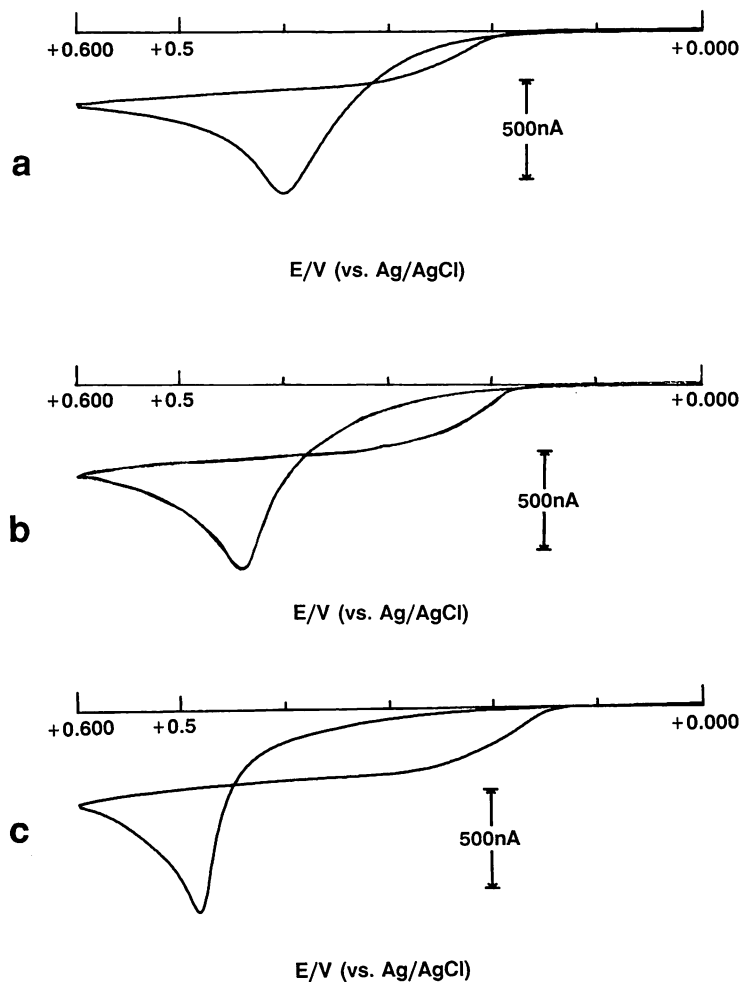 +0.600 +0.5 +0.000
500nA
a
E/V (vs. Ag/AgCl)
+0.600 +0.5 +0.000
500nA
b
E/V (vs. Ag/AgCl)
+0.600 +0.5 +0.000
500nA
c
E/V (vs. Ag/AgCl)